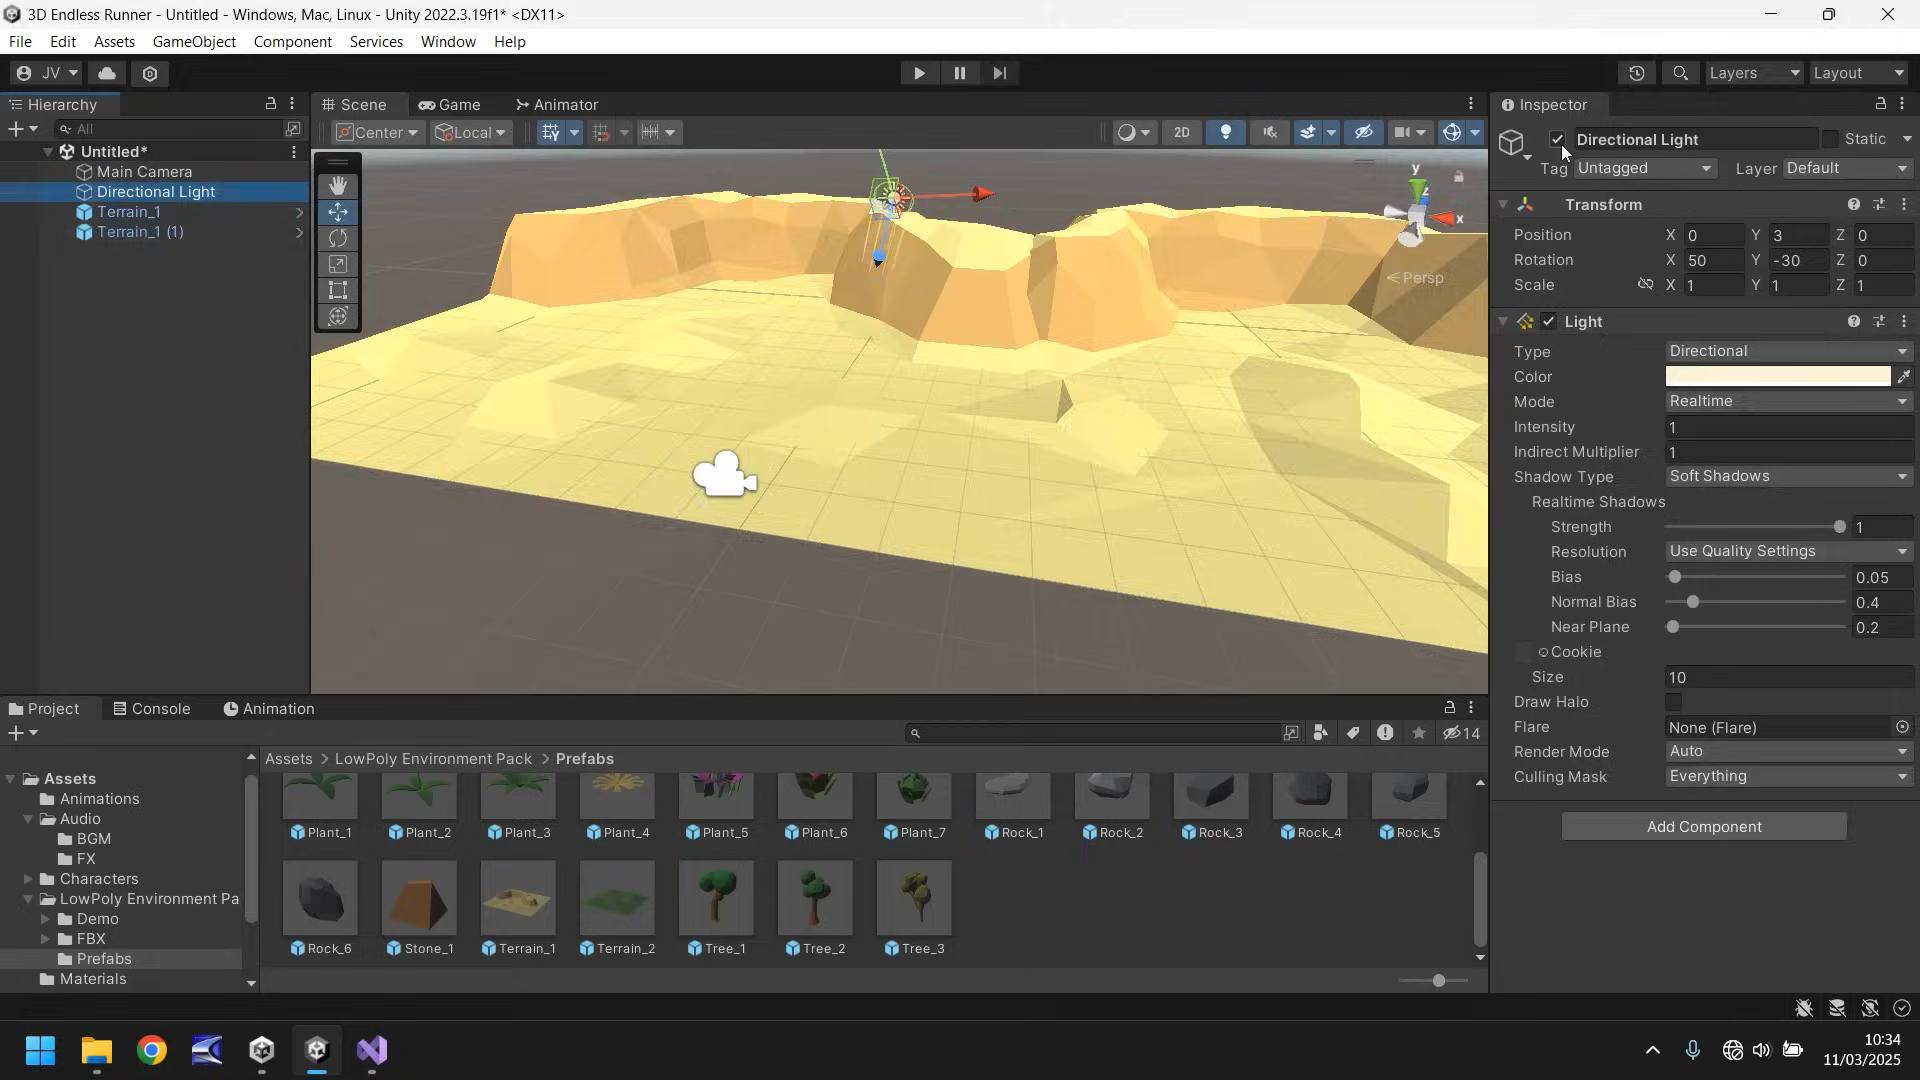 3D Endless Runner - Untitled - Windows, Mac, Linux - Unity 2022.3.19f1* <DX11>
File Edit Assets GameObject Component Services Window Help
JV Layers Layout
Hierarchy
All
Untitled*
Main Camera
Directional Light
Terrain_1
Terrain_1 (1)
Scene Game Animator
Center Local 2D
y
z
x
Persp
Inspector
Directional Light Static
Tag Untagged Layer Default
Transform
Position X 0 Y 3 Z 0
Rotation X 50 Y -30 Z 0
Scale X 1 Y 1 Z 1
Light
Type Directional
Color
Mode Realtime
Intensity 1
Indirect Multiplier 1
Shadow Type Soft Shadows
Realtime Shadows
Strength 1
Resolution Use Quality Settings
Bias 0.05
Normal Bias 0.4
Near Plane 0.2
Cookie
Size 10
Draw Halo
Flare None (Flare)
Render Mode Auto
Culling Mask Everything
Add Component
Project Console Animation
14
Assets
Animations
Audio
BGM
FX
Characters
LowPoly Environment Pa
Demo
FBX
Prefabs
Materials
Assets > LowPoly Environment Pack > Prefabs
Plant_1 Plant_2 Plant_3 Plant_4 Plant_5 Plant_6 Plant_7 Rock_1 Rock_2 Rock_3 Rock_4 Rock_5
Rock_6 Stone_1 Terrain_1 Terrain_2 Tree_1 Tree_2 Tree_3
10:34
11/03/2025